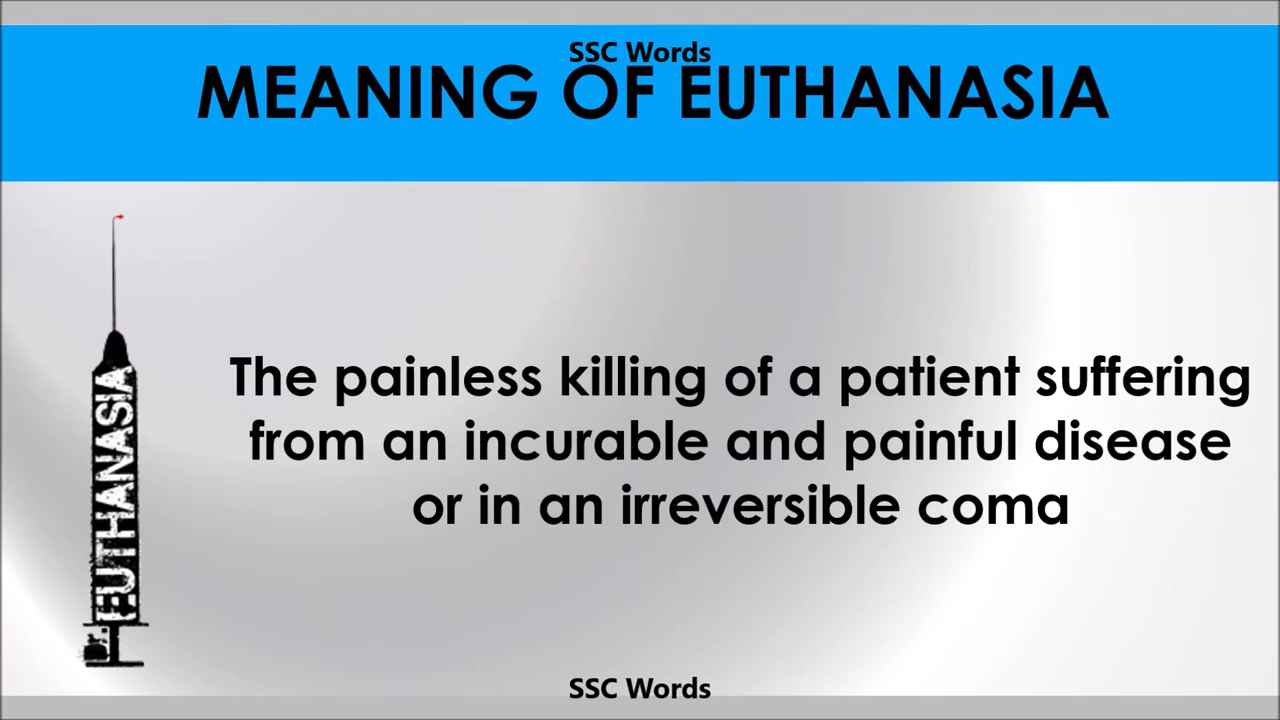 SSC Words
MEANING OF EUTHANASIA
Dr. EUTHANASIA
The painless killing of a patient suffering
from an incurable and painful disease
or in an irreversible coma
SSC Words